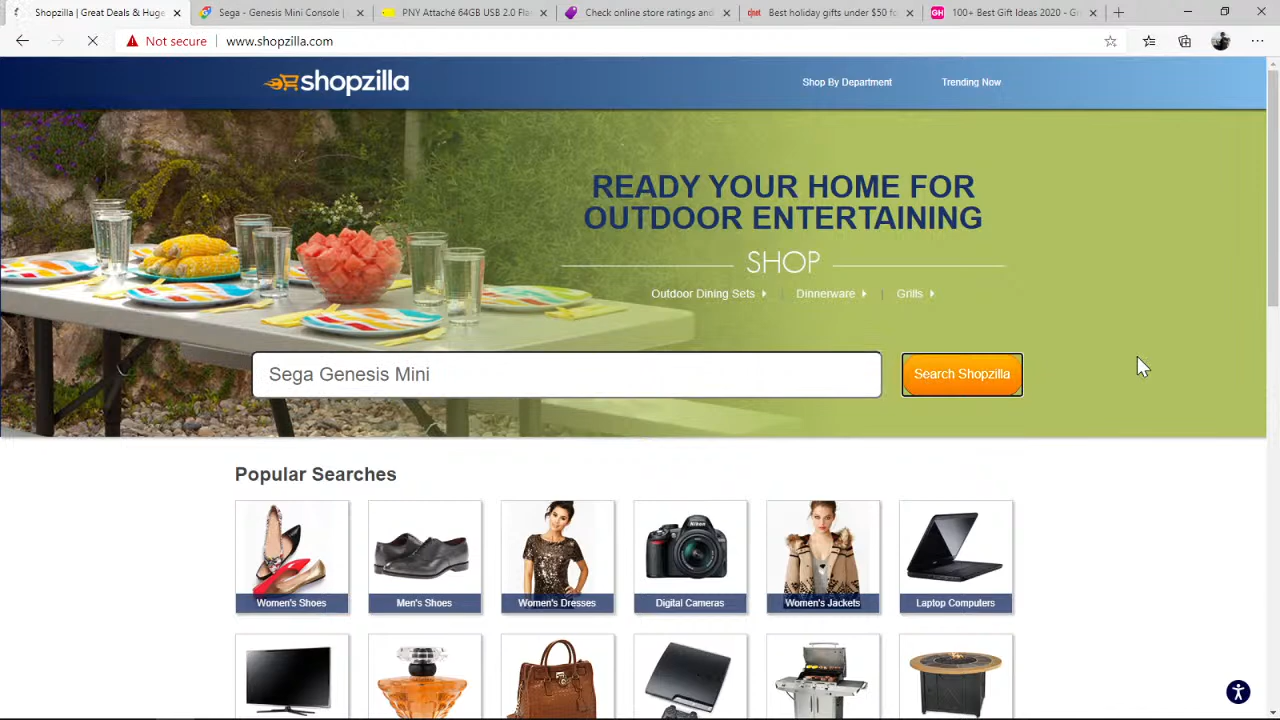 Shopzilla | Great Deals & Huge
Sega - Genesis Mini Console
PNY Attaché 64GB USB 2.0 Fla
Check online store ratings and
cnet
Best holiday gifts under $50 fo
GH
100+ Best Gift Ideas 2020 - G
Not secure
www.shopzilla.com
shopzilla
Shop By Department
Trending Now
READY YOUR HOME FOR
OUTDOOR ENTERTAINING
SHOP
Outdoor Dining Sets
Dinnerware
Grills
Sega Genesis Mini
Search Shopzilla
Popular Searches
Women's Shoes
Men's Shoes
Women's Dresses
Nikon
Digital Cameras
Women's Jackets
Laptop Computers